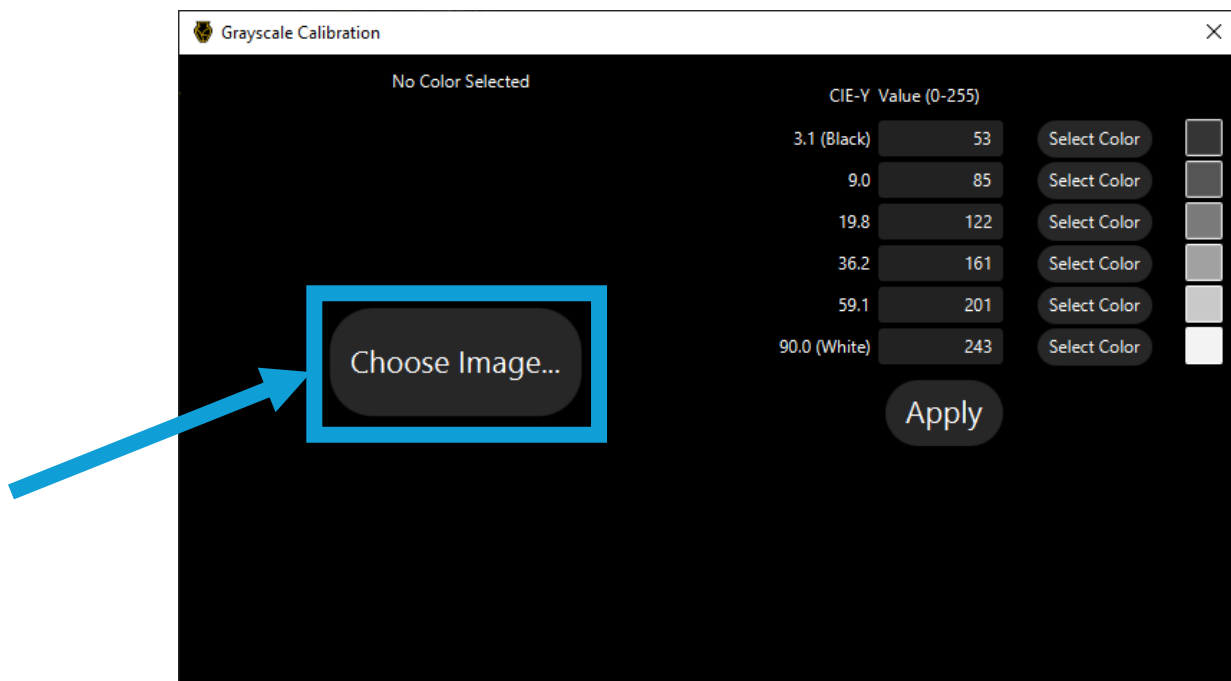 Grayscale Calibration
No Color Selected
CIE-Y Value (0-255)
3.1 (Black) 53 Select Color
9.0 85 Select Color
19.8 122 Select Color
36.2 161 Select Color
59.1 201 Select Color
90.0 (White) 243 Select Color
Choose Image...
Apply